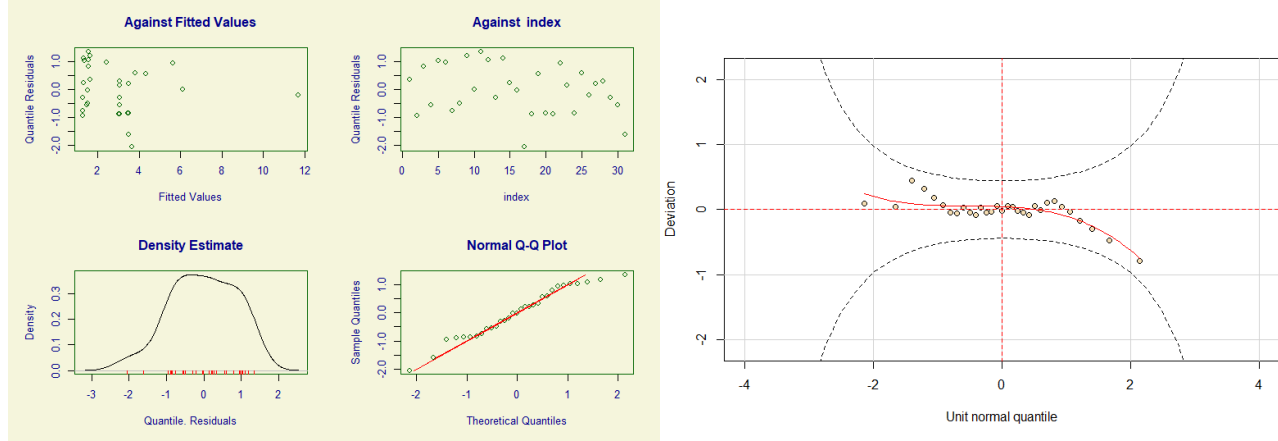 Against Fitted Values
Quantile Residuals
-2.0 -1.0 0.0 1.0
2 4 6 8 10 12
Fitted Values
Against index
Quantile Residuals
-2.0 -1.0 0.0 1.0
0 5 10 15 20 25 30
index
Density Estimate
Density
0.0 0.1 0.2 0.3
-3 -2 -1 0 1 2
Quantile. Residuals
Normal Q-Q Plot
Sample Quantiles
-2.0 -1.0 0.0 1.0
-2 -1 0 1 2
Theoretical Quantiles
Deviation
2
1
0
-1
-2
-4 -2 0 2 4
Unit normal quantile